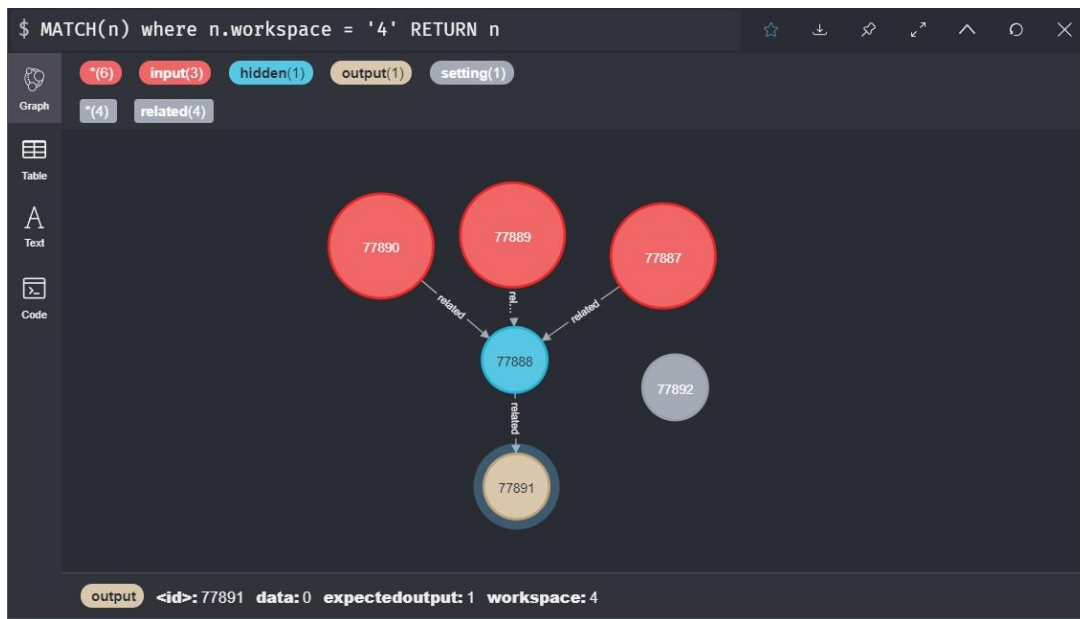 $ MATCH(n) where n.workspace = '4' RETURN n
*(6) input(3) hidden(1) output(1) setting(1)
Graph
*(4) related(4)
Table
Text
Code
77890
77889
77887
related
rel...
related
77888
77892
related
77891
output <id>: 77891 data: 0 expectedoutput: 1 workspace: 4